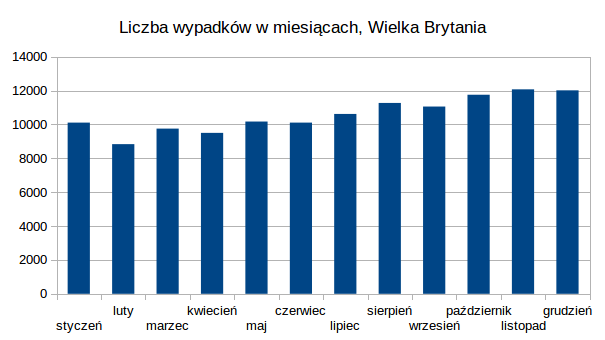 Liczba wypadków w miesiącach, Wielka Brytania
14000
12000
10000
8000
6000
4000
2000
0
styczeń
luty
marzec
kwiecień
maj
czerwiec
lipiec
sierpień
wrzesień
październik
listopad
grudzień